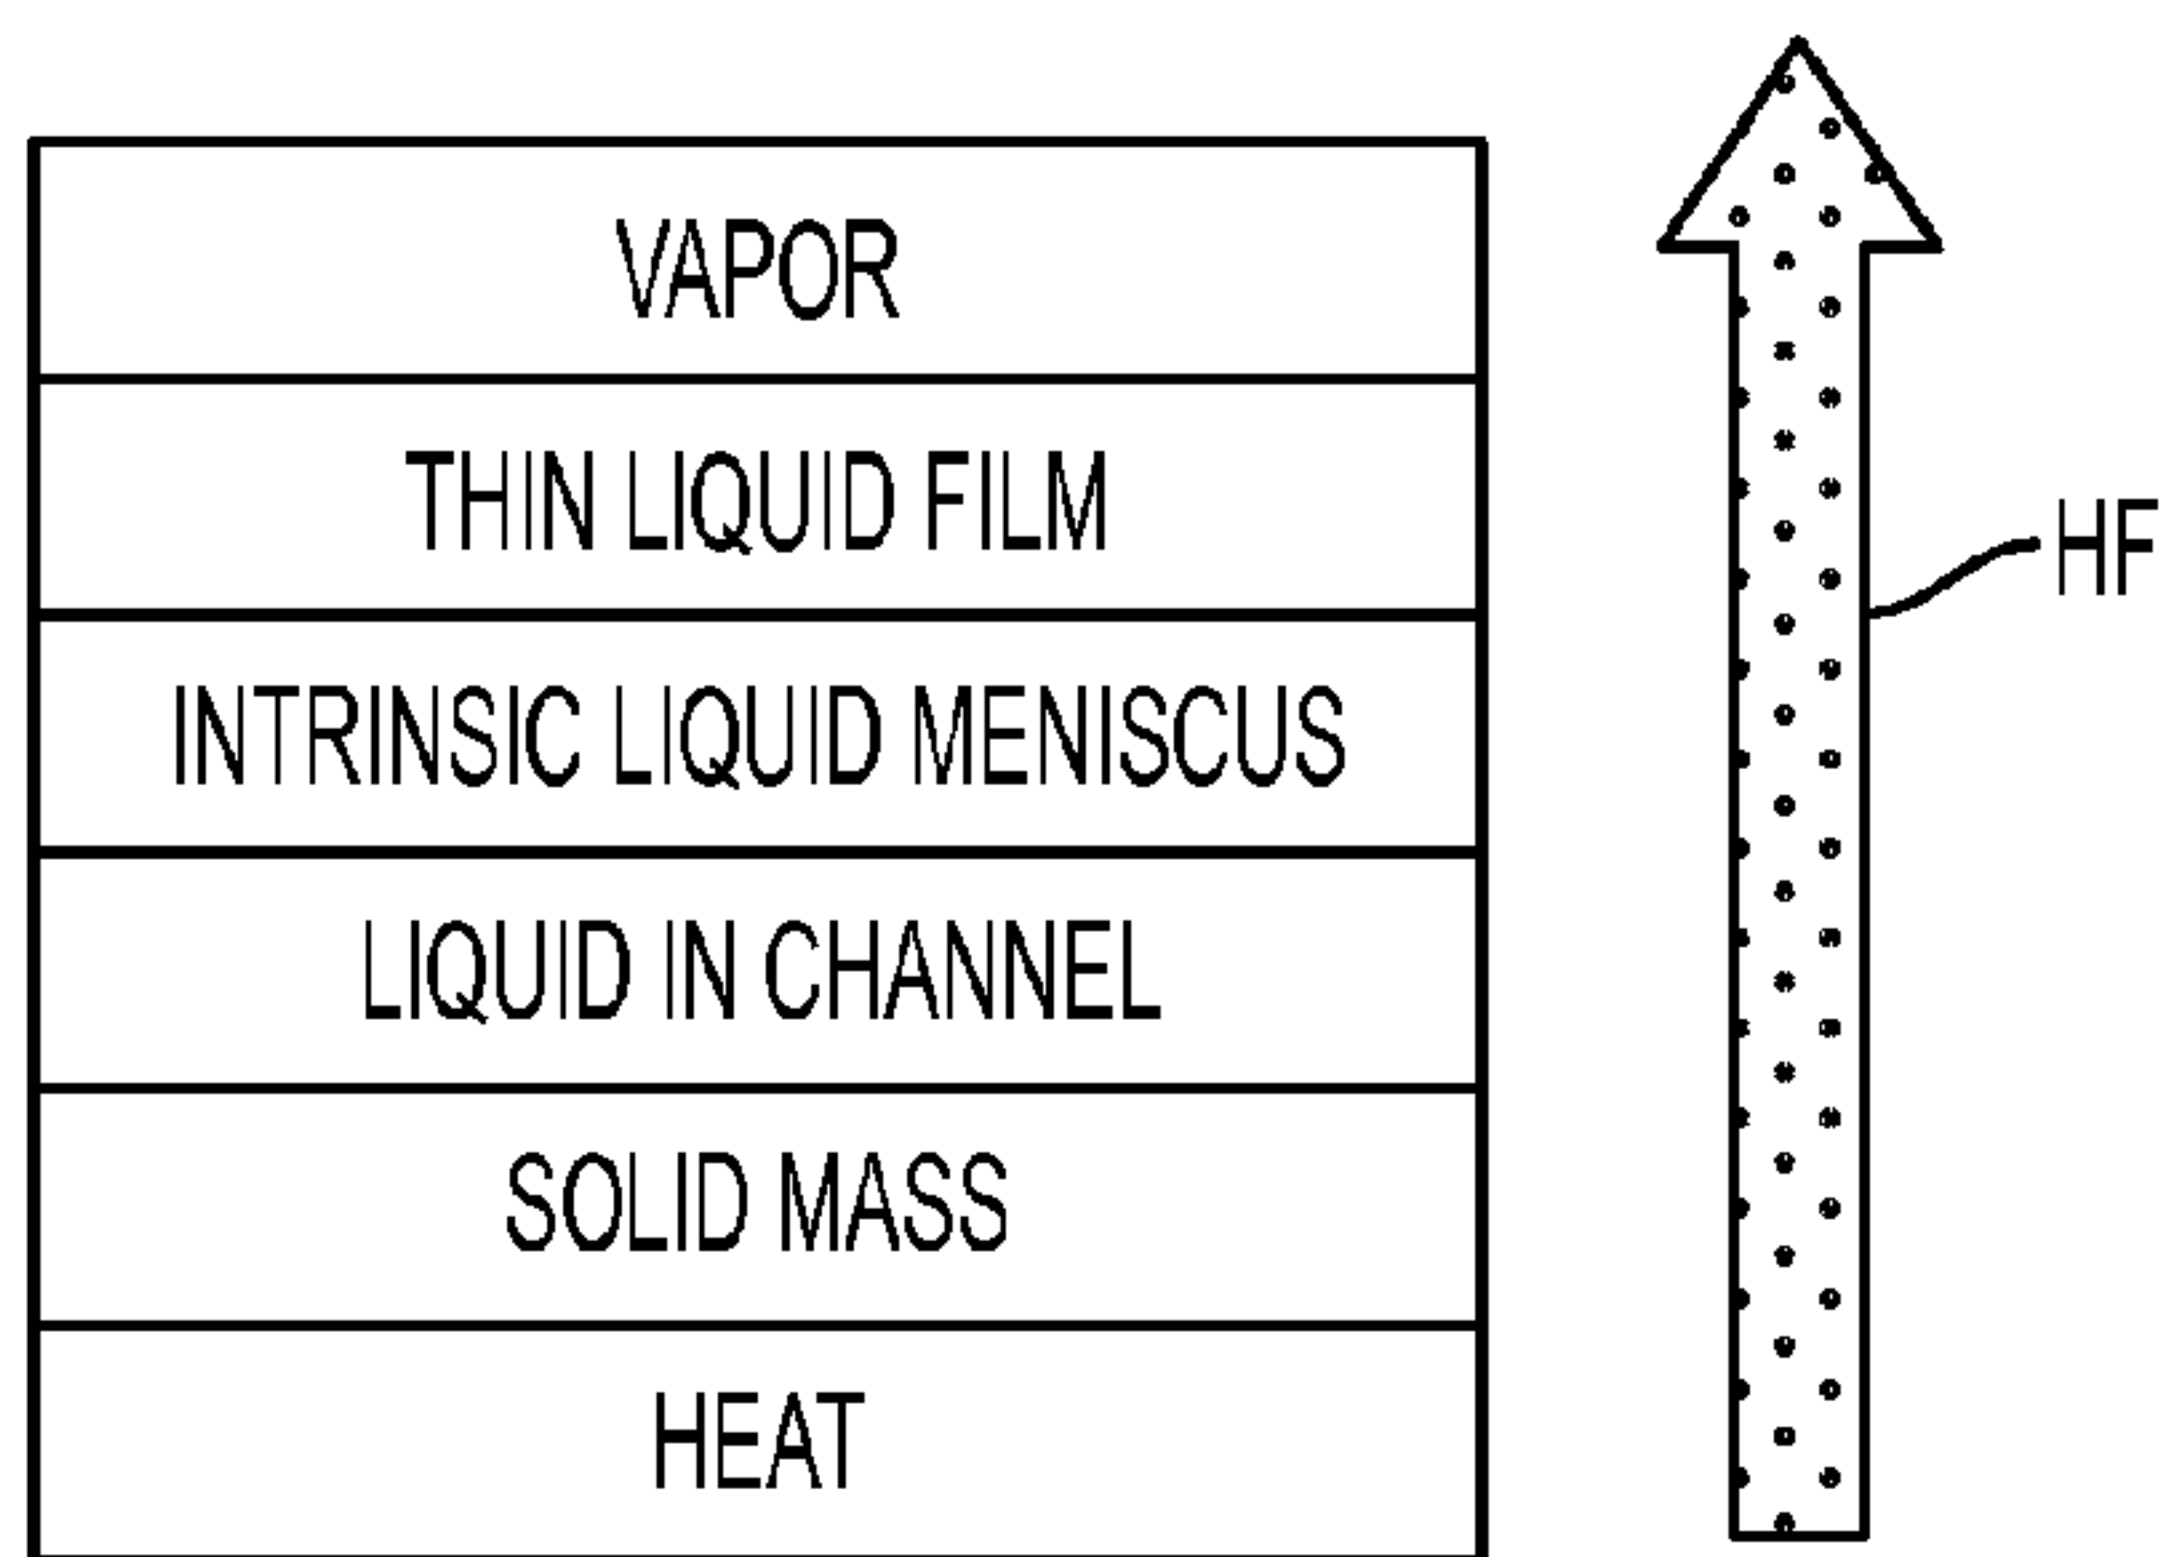 VAPOR
THIN LIQUID FILM
HF
INTRINSIC LIQUID MENISCUS
LIQUID IN CHANNEL
SOLID MASS
HEAT